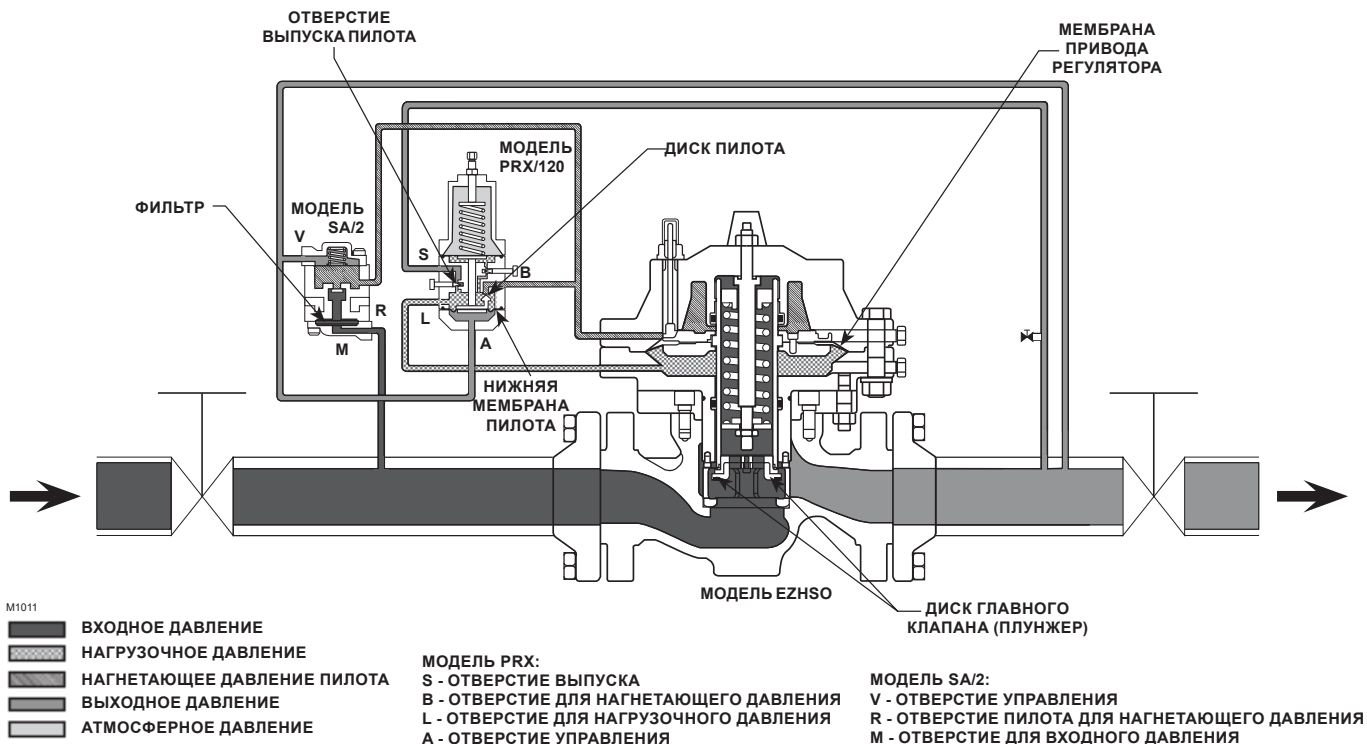 ОТВЕРСТИЕ
ВЫПУСКА ПИЛОТА
МЕМБРАНА
ПРИВОДА
РЕГУЛЯТОРА
МОДЕЛЬ
PRX/120
ДИСК ПИЛОТА
ФИЛЬТР
МОДЕЛЬ
SA/2
V
S
B
R
L
M
A
НИЖНЯЯ
МЕМБРАНА
ПИЛОТА
МОДЕЛЬ EZHSO
ДИСК ГЛАВНОГО
КЛАПАНА (ПЛУНЖЕР)
M1011
ВХОДНОЕ ДАВЛЕНИЕ
НАГРУЗОЧНОЕ ДАВЛЕНИЕ
НАГНЕТАЮЩЕЕ ДАВЛЕНИЕ ПИЛОТА
ВЫХОДНОЕ ДАВЛЕНИЕ
АТМОСФЕРНОЕ ДАВЛЕНИЕ
МОДЕЛЬ PRX:
S - ОТВЕРСТИЕ ВЫПУСКА
B - ОТВЕРСТИЕ ДЛЯ НАГНЕТАЮЩЕГО ДАВЛЕНИЯ
L - ОТВЕРСТИЕ ДЛЯ НАГРУЗОЧНОГО ДАВЛЕНИЯ
A - ОТВЕРСТИЕ УПРАВЛЕНИЯ
МОДЕЛЬ SA/2:
V - ОТВЕРСТИЕ УПРАВЛЕНИЯ
R - ОТВЕРСТИЕ ПИЛОТА ДЛЯ НАГНЕТАЮЩЕГО ДАВЛЕНИЯ
M - ОТВЕРСТИЕ ДЛЯ ВХОДНОГО ДАВЛЕНИЯ